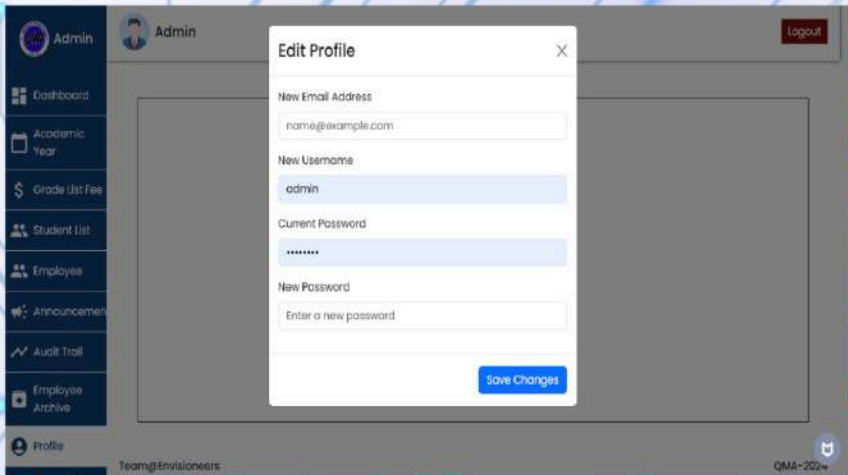 Admin
Admin
Logout
Dashboard
Academic
Year
Grade List Fee
Student List
Employee
Announcemen
Audit Trail
Employee
Archive
Profile
Edit Profile
New Email Address
name@example.com
New Username
admin
Current Password
••••••••
New Password
Enter a new password
Save Changes
Team@Envisioneers
QMA-2024